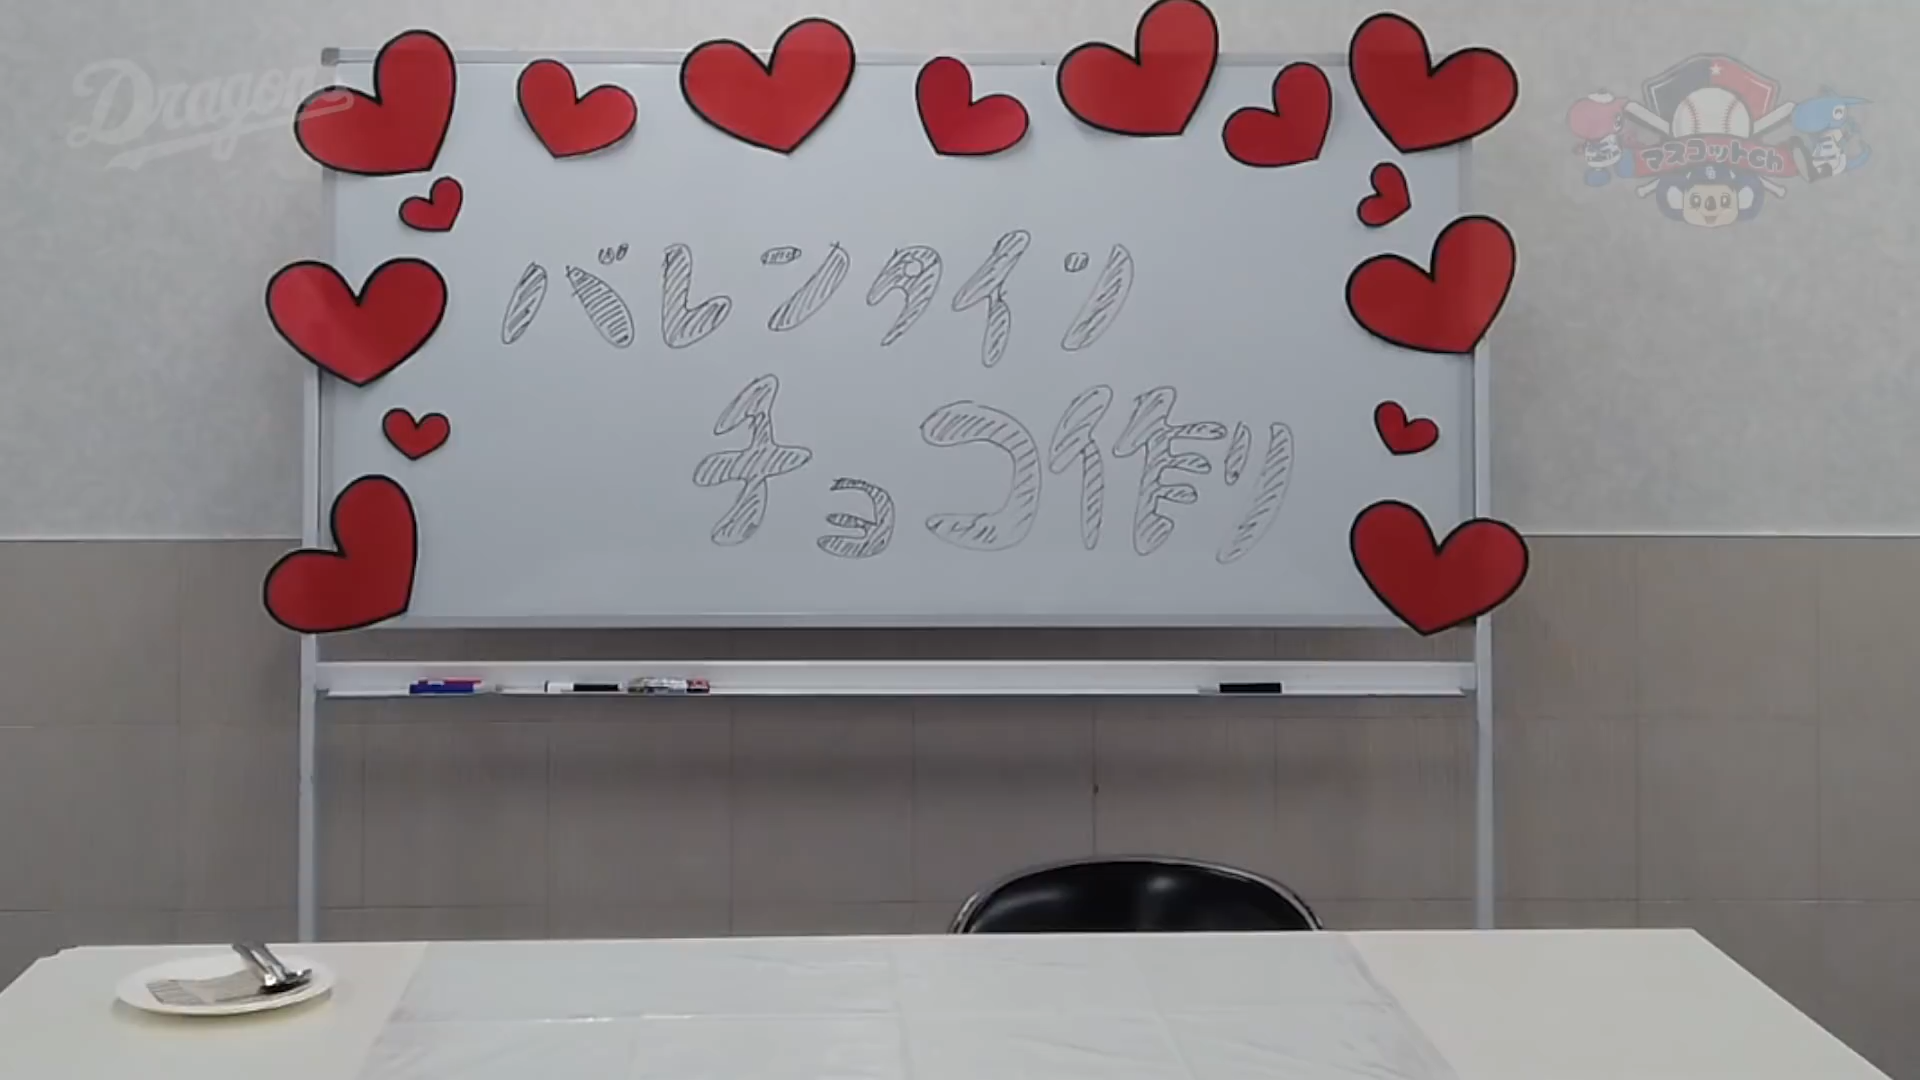 Dragons
マスコットCh
バレンタイン
チョコ作り